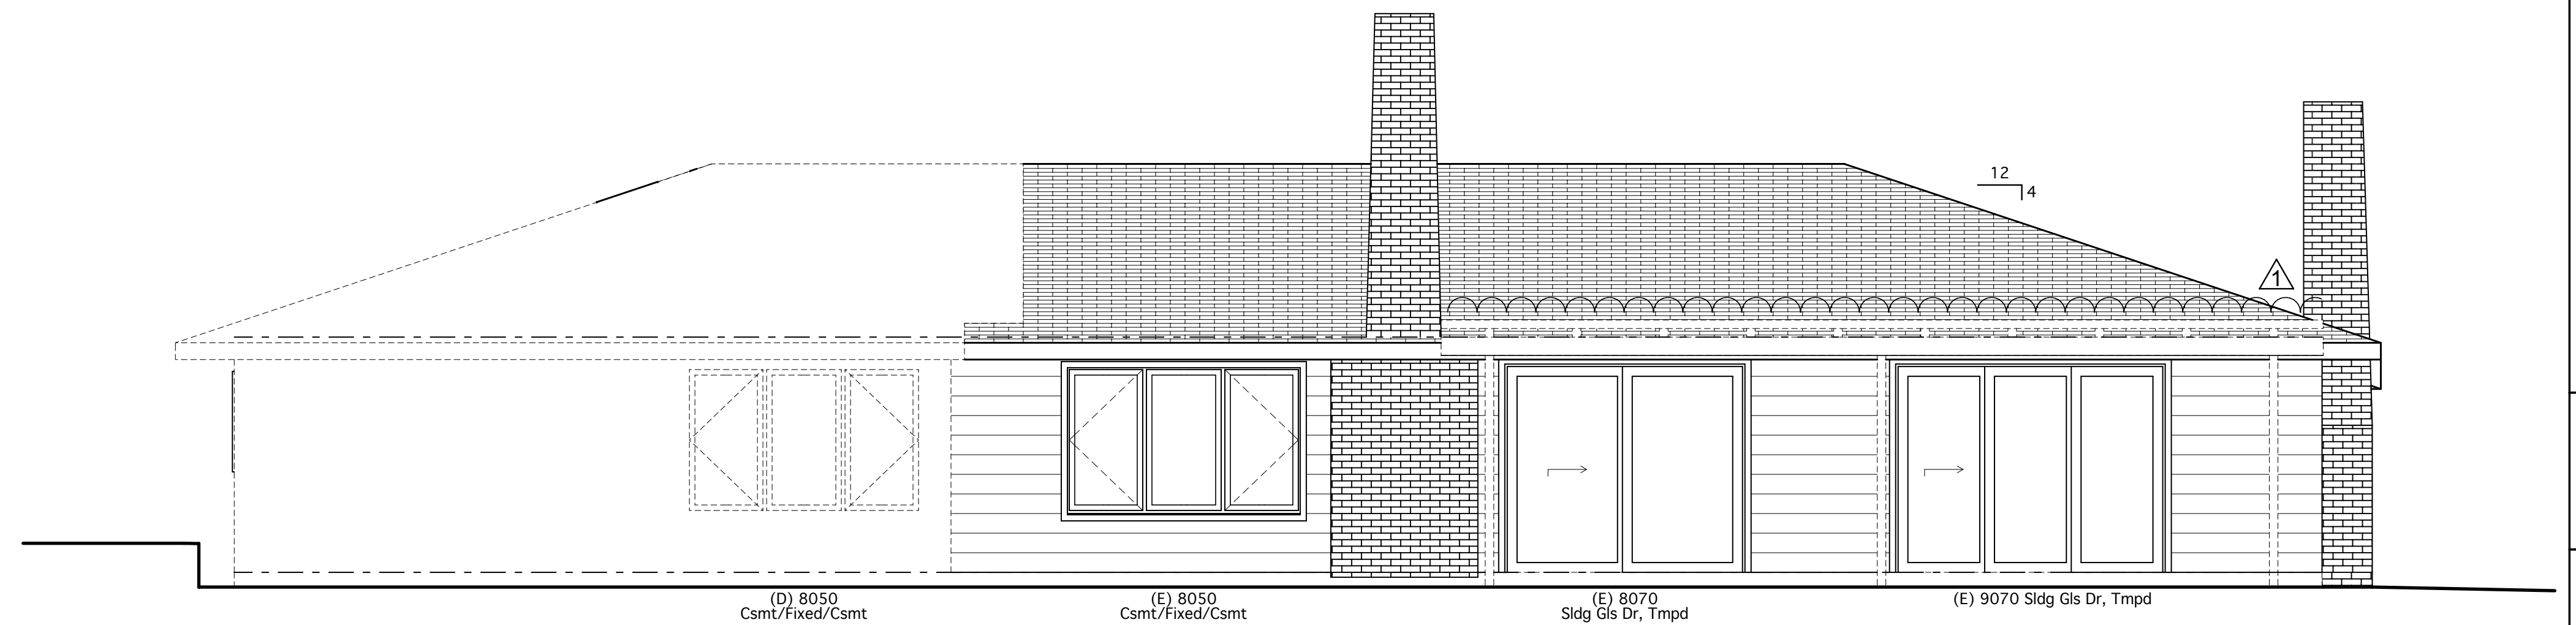 12
4
1
(D) 8050
Csmt/Fixed/Csmt
(E) 8050
Csmt/Fixed/Csmt
(E) 8070
Sldg Gls Dr, Tmpd
(E) 9070 Sldg Gls Dr, Tmpd